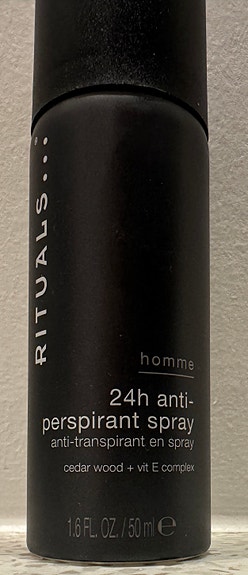 RITUALS...
homme
24h anti-
perspirant spray
anti-transpirant en spray
cedar wood + vit E complex
1.6 FL. OZ. / 50 ml ℮